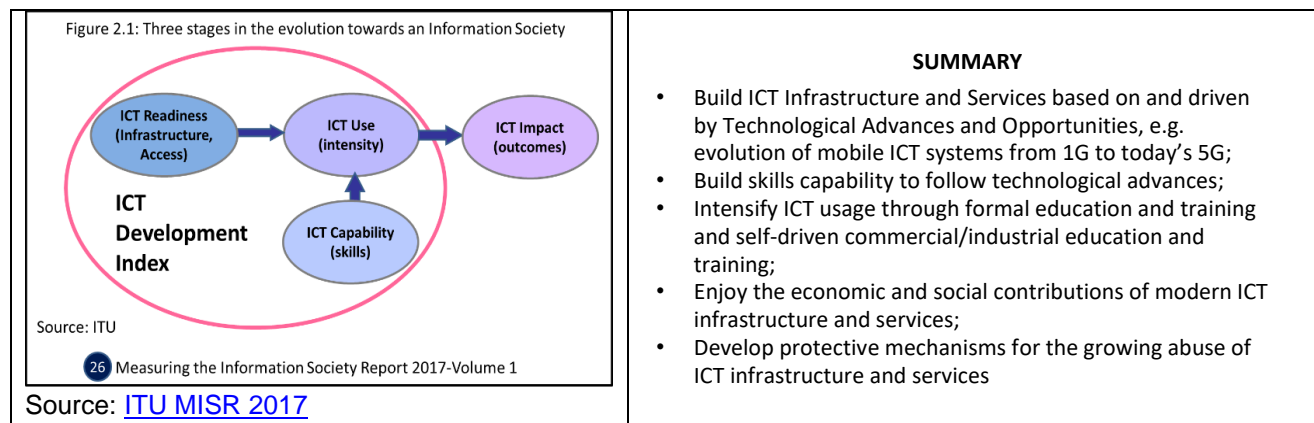 Figure 2.1: Three stages in the evolution towards an Information Society
ICT Readiness
(Infrastructure,
Access)
ICT Use
(intensity)
ICT Impact
(outcomes)
ICT
Development
Index
ICT Capability
(skills)
Source: ITU
26 Measuring the Information Society Report 2017-Volume 1
Source: ITU MISR 2017
SUMMARY
• Build ICT Infrastructure and Services based on and driven
by Technological Advances and Opportunities, e.g.
evolution of mobile ICT systems from 1G to today's 5G;
• Build skills capability to follow technological advances;
• Intensify ICT usage through formal education and training
and self-driven commercial/industrial education and
training;
• Enjoy the economic and social contributions of modern ICT
infrastructure and services;
• Develop protective mechanisms for the growing abuse of
ICT infrastructure and services